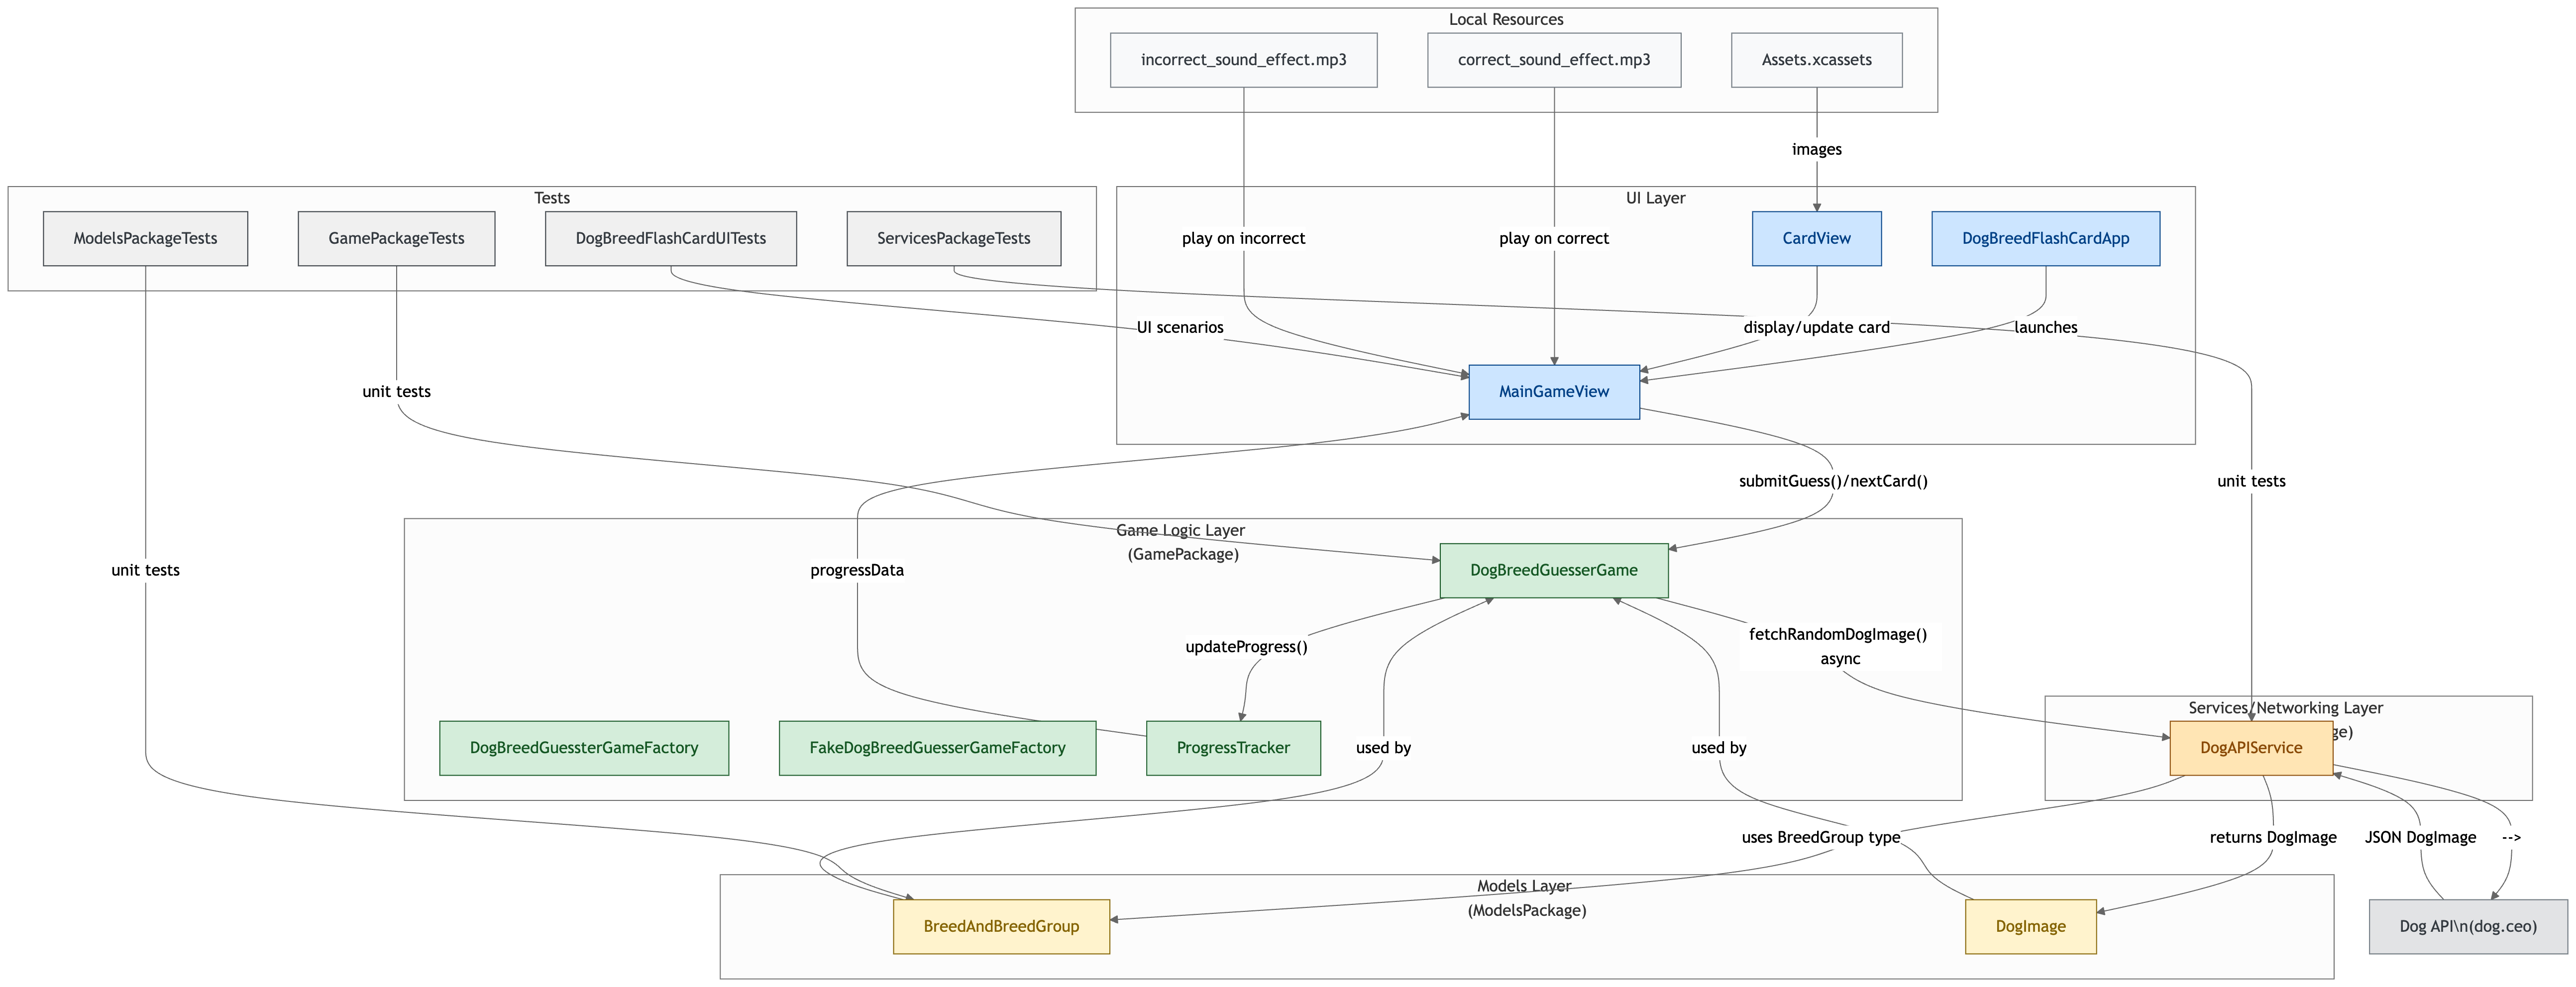 Local Resources
incorrect_sound_effect.mp3
correct_sound_effect.mp3
Assets.xcassets
images
Tests
ModelsPackageTests
GamePackageTests
DogBreedFlashCardUITests
ServicesPackageTests
UI Layer
CardView
DogBreedFlashCardApp
play on incorrect
play on correct
UI scenarios
display/update card
launches
MainGameView
unit tests
submitGuess()/nextCard()
unit tests
Game Logic Layer
(GamePackage)
unit tests
progressData
DogBreedGuesserGame
updateProgress()
fetchRandomDogImage()
async
Services/Networking Layer
ge)
DogBreedGuessterGameFactory
FakeDogBreedGuesserGameFactory
ProgressTracker
used by
used by
DogAPIService
uses BreedGroup type
returns DogImage
JSON DogImage
-->
Models Layer
(ModelsPackage)
BreedAndBreedGroup
DogImage
Dog API\n(dog.ceo)